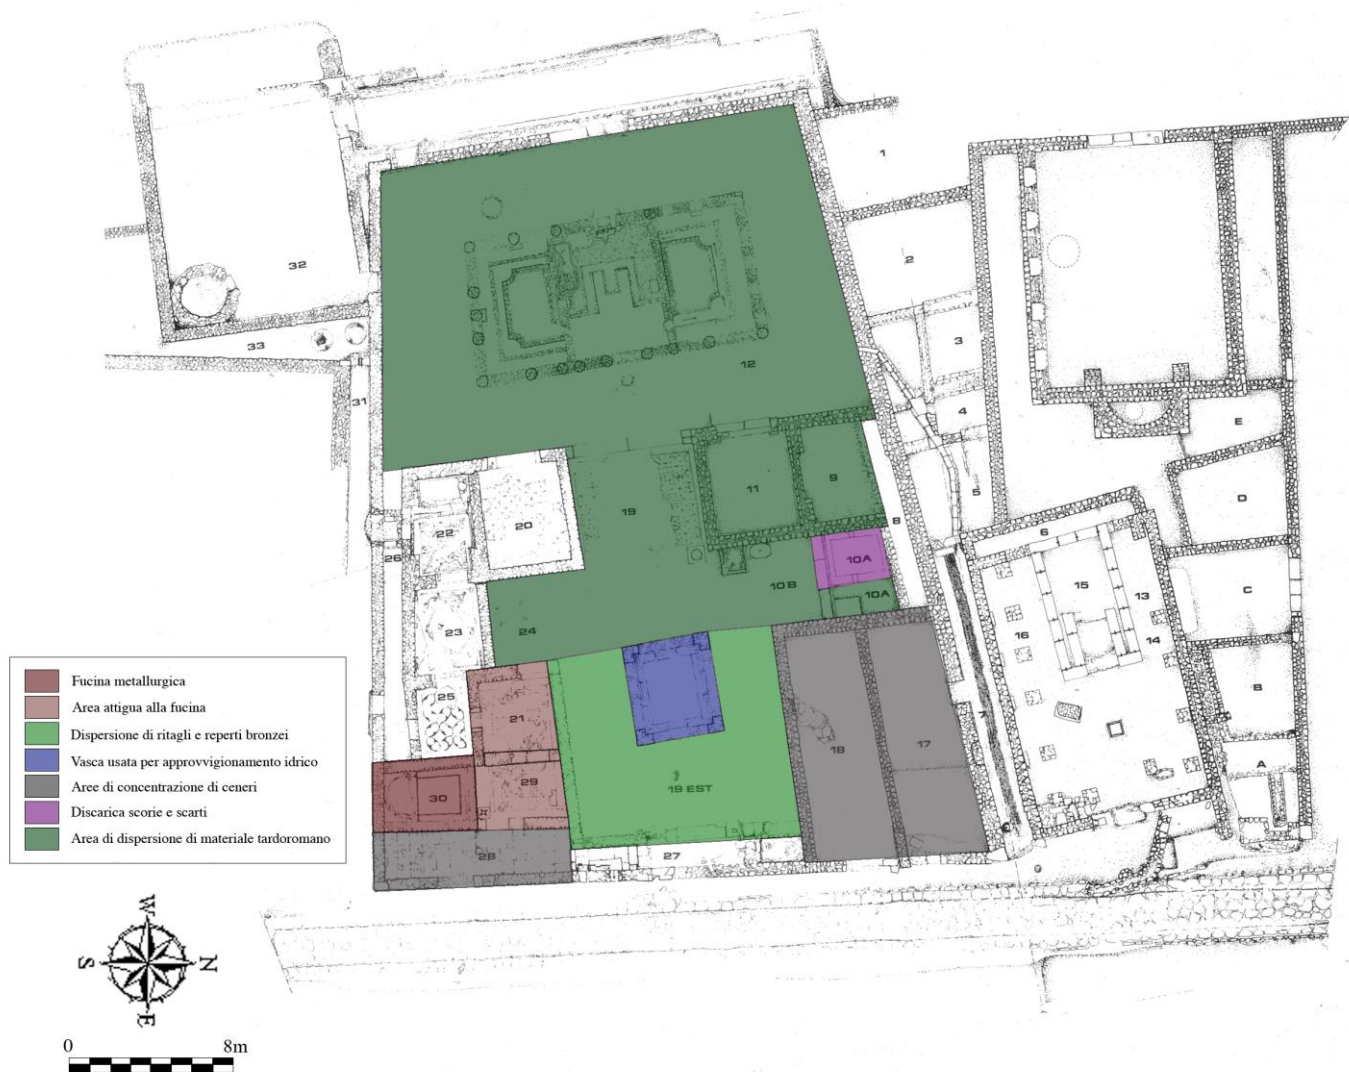 1
2
32
3
33
12
31
4
E
9
11
5
D
19
8
20
22
6
26
10A
15
10B
C
10A
13
23
24
16
14
B
25
21
7
18
17
A
29
19 EST
30
27
28
Fucina metallurgica
Area attigua alla fucina
Dispersione di ritagli e reperti bronzei
Vasca usata per approvvigionamento idrico
Aree di concentrazione di ceneri
Discarica scorie e scarti
Area di dispersione di materiale tardoromano
W
S
N
E
0 8m